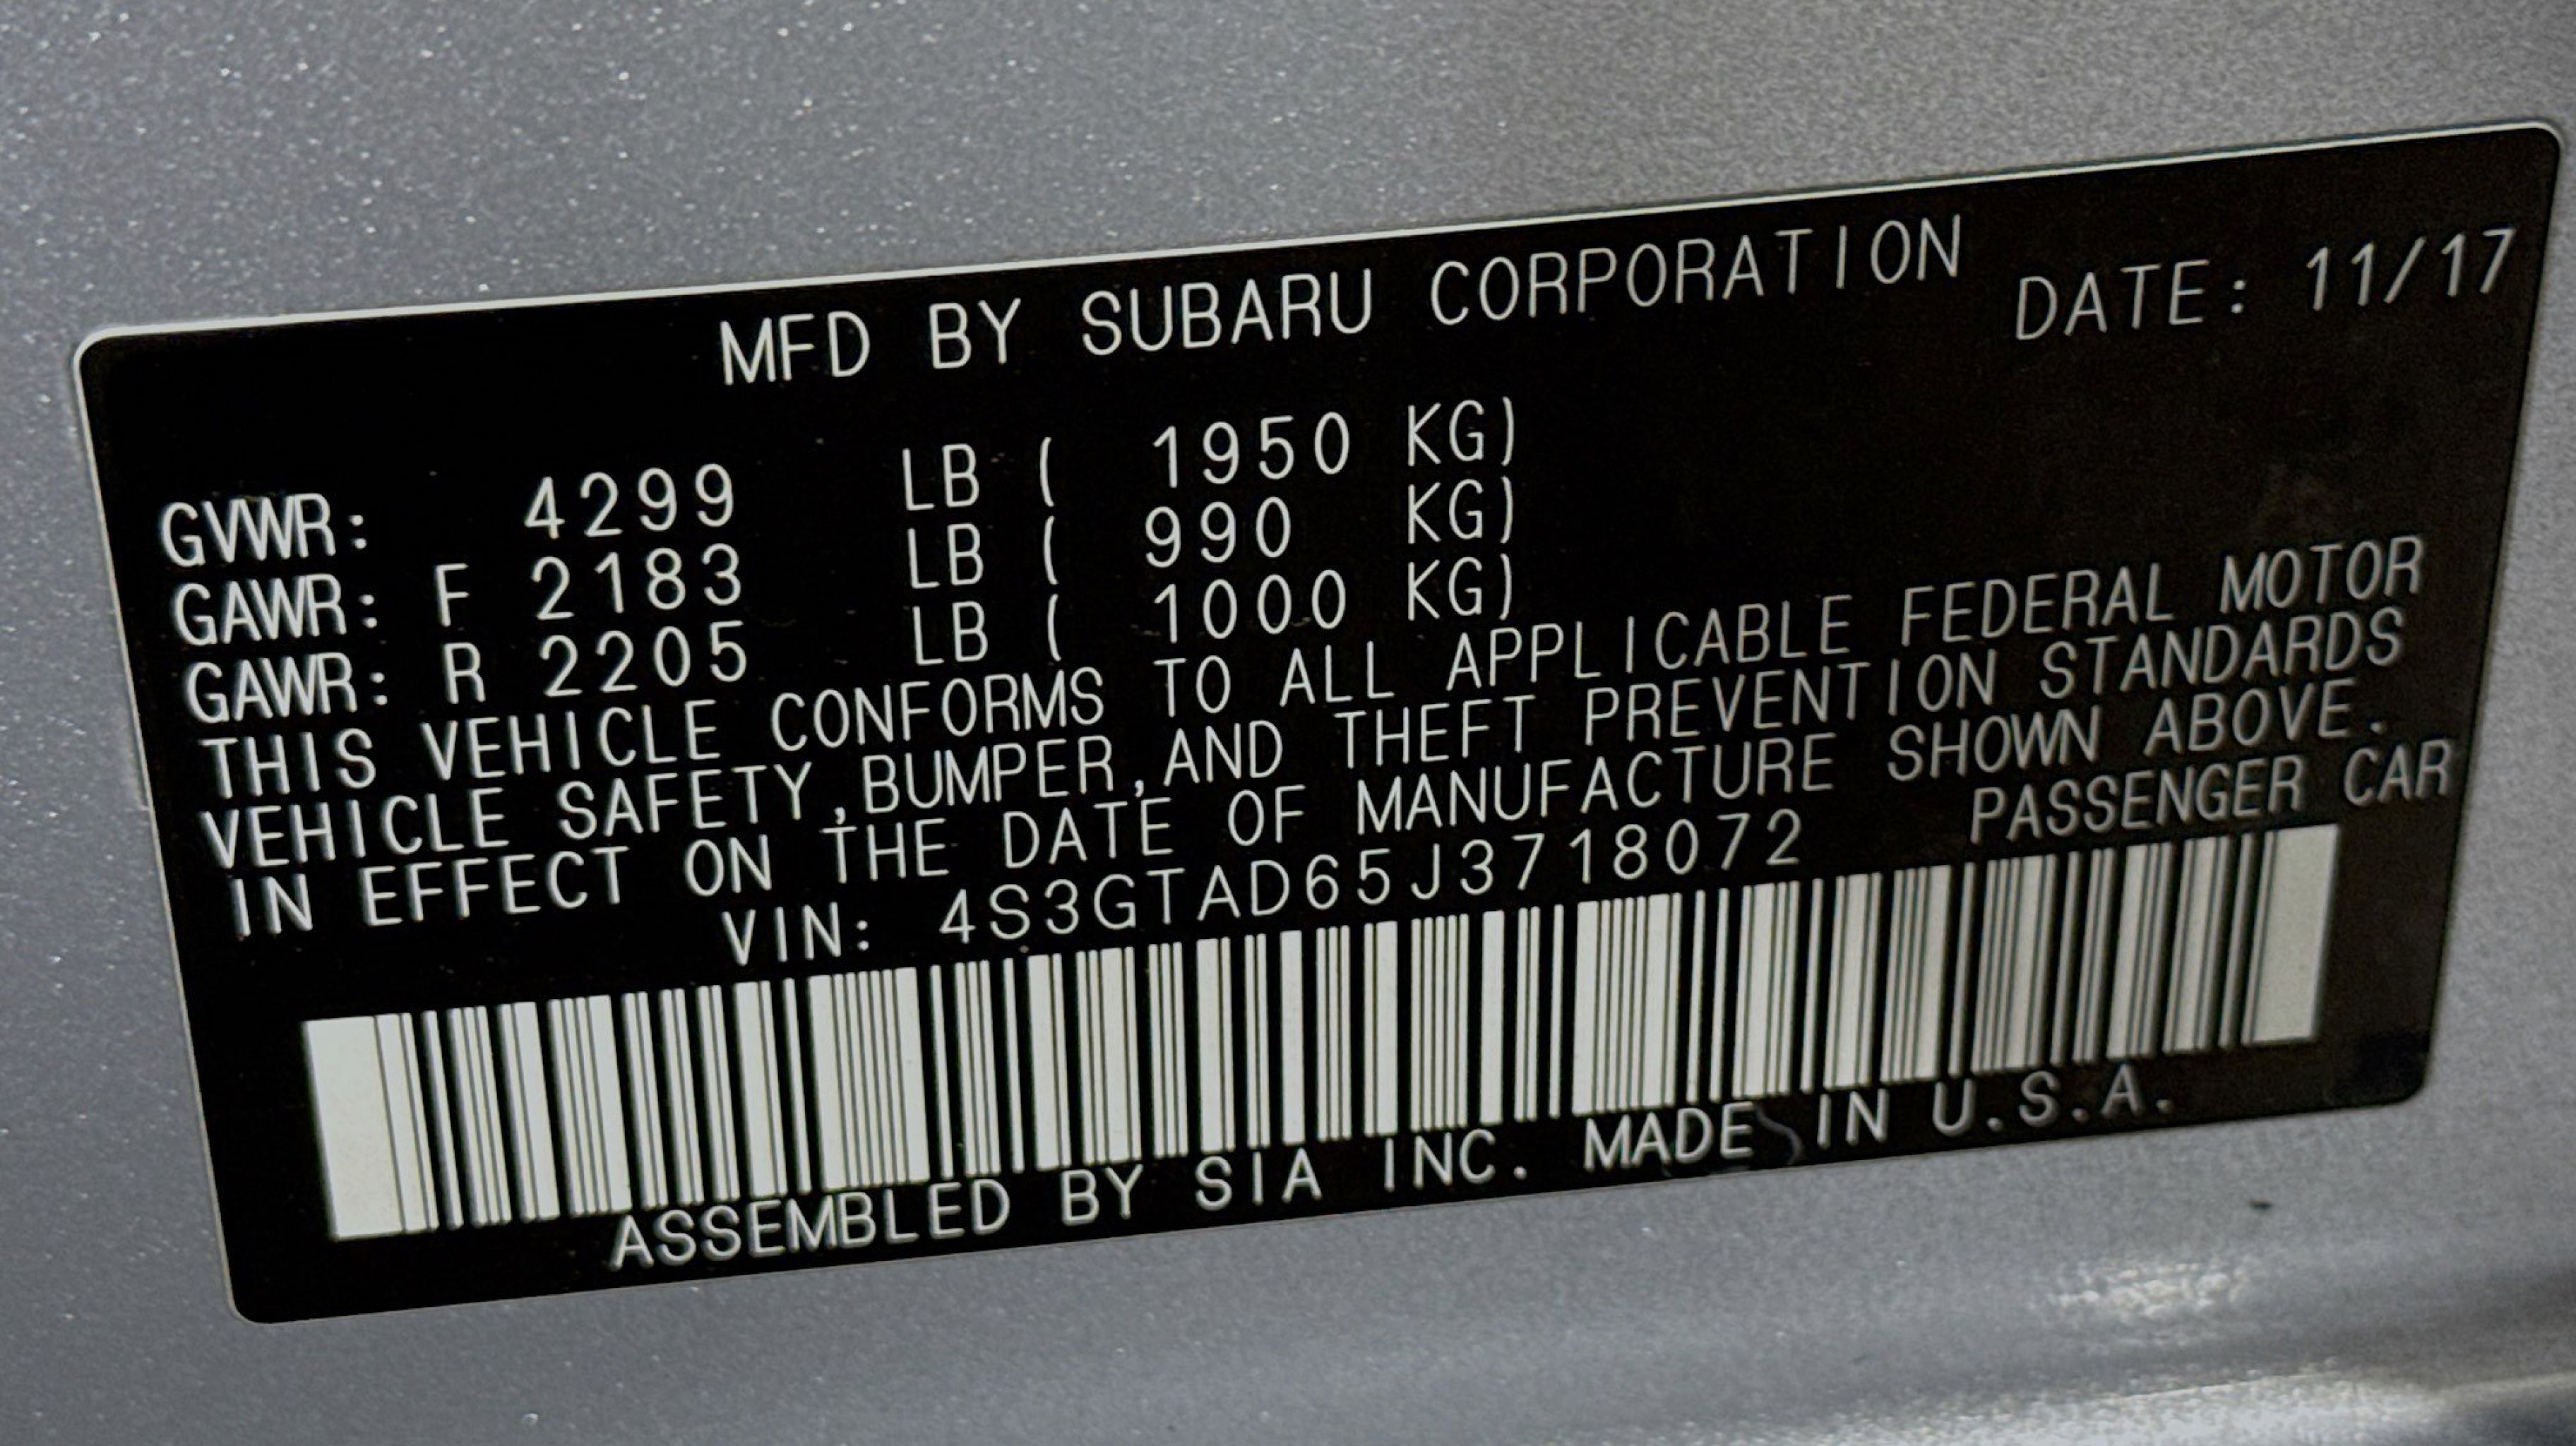 MFD BY SUBARU CORPORATION DATE: 11/17
GVWR: 4299 LB ( 1950 KG)
GAWR: F 2183 LB ( 990 KG)
GAWR: R 2205 LB ( 1000 KG)
THIS VEHICLE CONFORMS TO ALL APPLICABLE FEDERAL MOTOR
VEHICLE SAFETY,BUMPER,AND THEFT PREVENTION STANDARDS
IN EFFECT ON THE DATE OF MANUFACTURE SHOWN ABOVE.
VIN: 4S3GTAD65J3718072 PASSENGER CAR
ASSEMBLED BY SIA INC. MADE IN U.S.A.